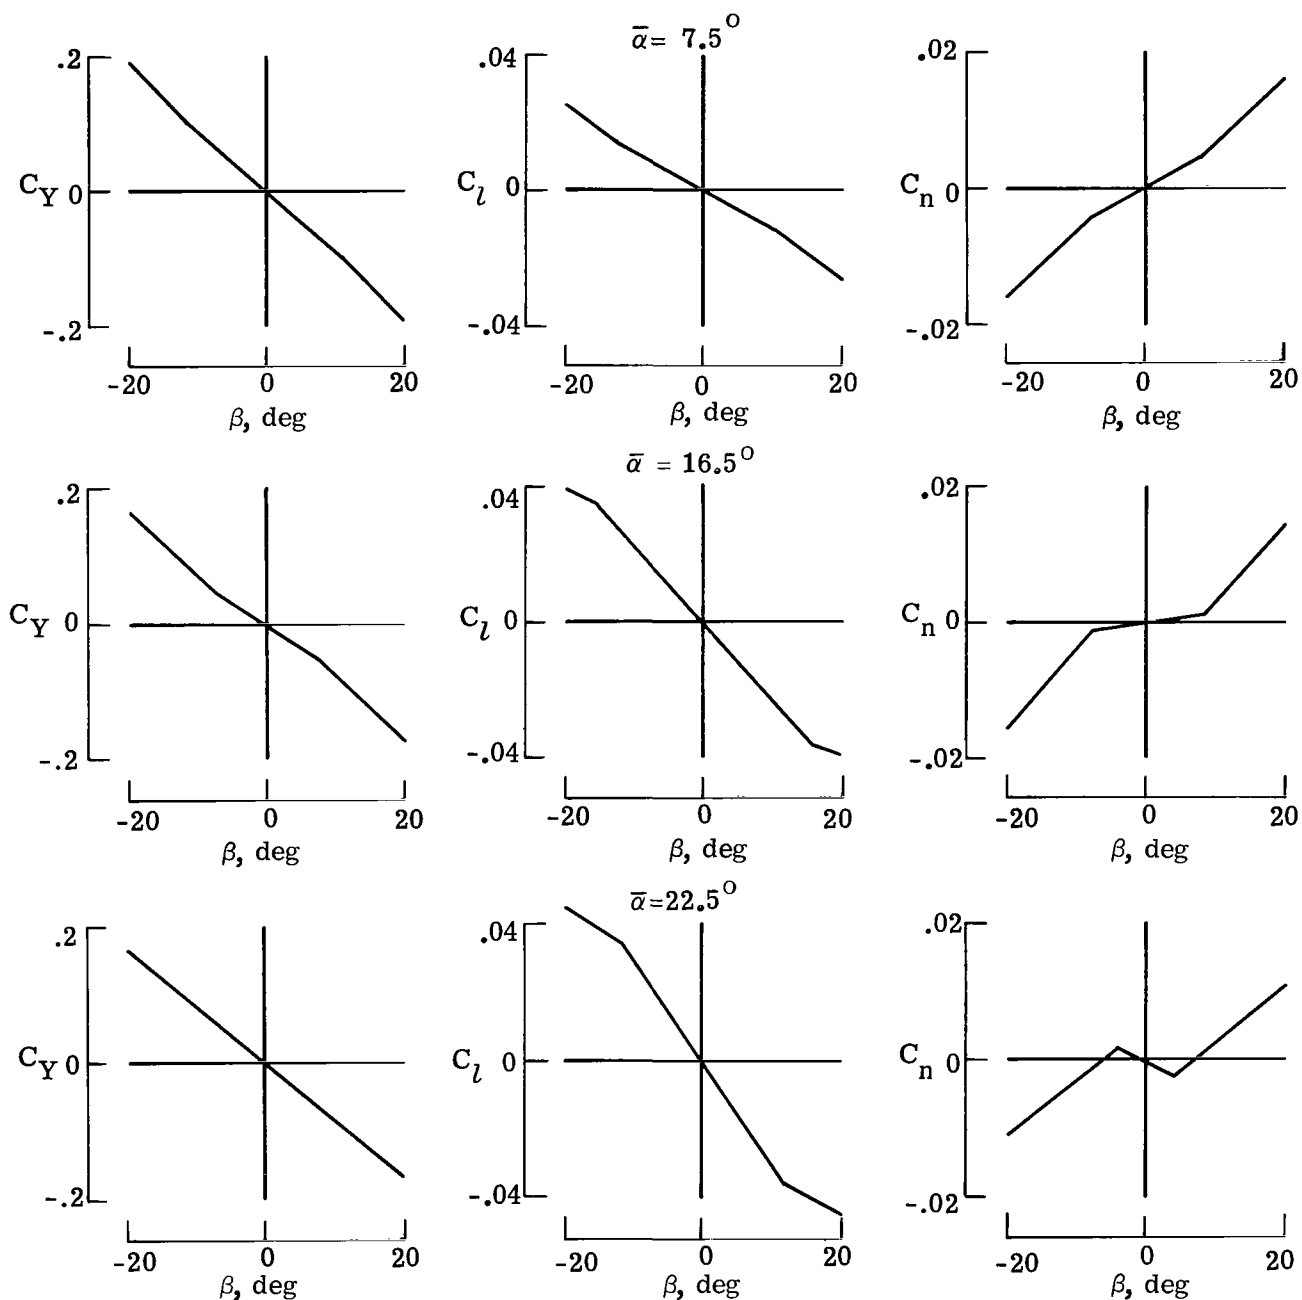 ᾱ = 7.5°
.2
C_Y 0
-.2
-20 0 20
β, deg
.04
C_l 0
-.04
-20 0 20
β, deg
.02
C_n 0
-.02
-20 0 20
β, deg
ᾱ = 16.5°
.2
C_Y 0
-.2
-20 0 20
β, deg
.04
C_l 0
-.04
-20 0 20
β, deg
.02
C_n 0
-.02
-20 0 20
β, deg
ᾱ=22.5°
.2
C_Y 0
-.2
-20 0 20
β, deg
.04
C_l 0
-.04
-20 0 20
β, deg
.02
C_n 0
-.02
-20 0 20
β, deg